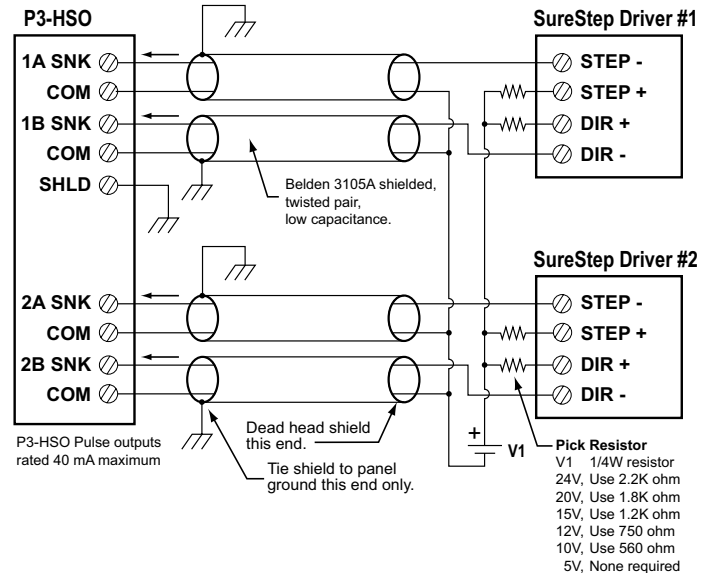 P3-HSO
SureStep Driver #1
1A SNK
COM
1B SNK
COM
SHLD
STEP -
STEP +
DIR +
DIR -
Belden 3105A shielded,
twisted pair,
low capacitance.
SureStep Driver #2
2A SNK
COM
2B SNK
COM
STEP -
STEP +
DIR +
DIR -
P3-HSO Pulse outputs
rated 40 mA maximum
Dead head shield
this end.
Tie shield to panel
ground this end only.
+
V1
Pick Resistor
V1 1/4W resistor
24V, Use 2.2K ohm
20V, Use 1.8K ohm
15V, Use 1.2K ohm
12V, Use 750 ohm
10V, Use 560 ohm
5V, None required